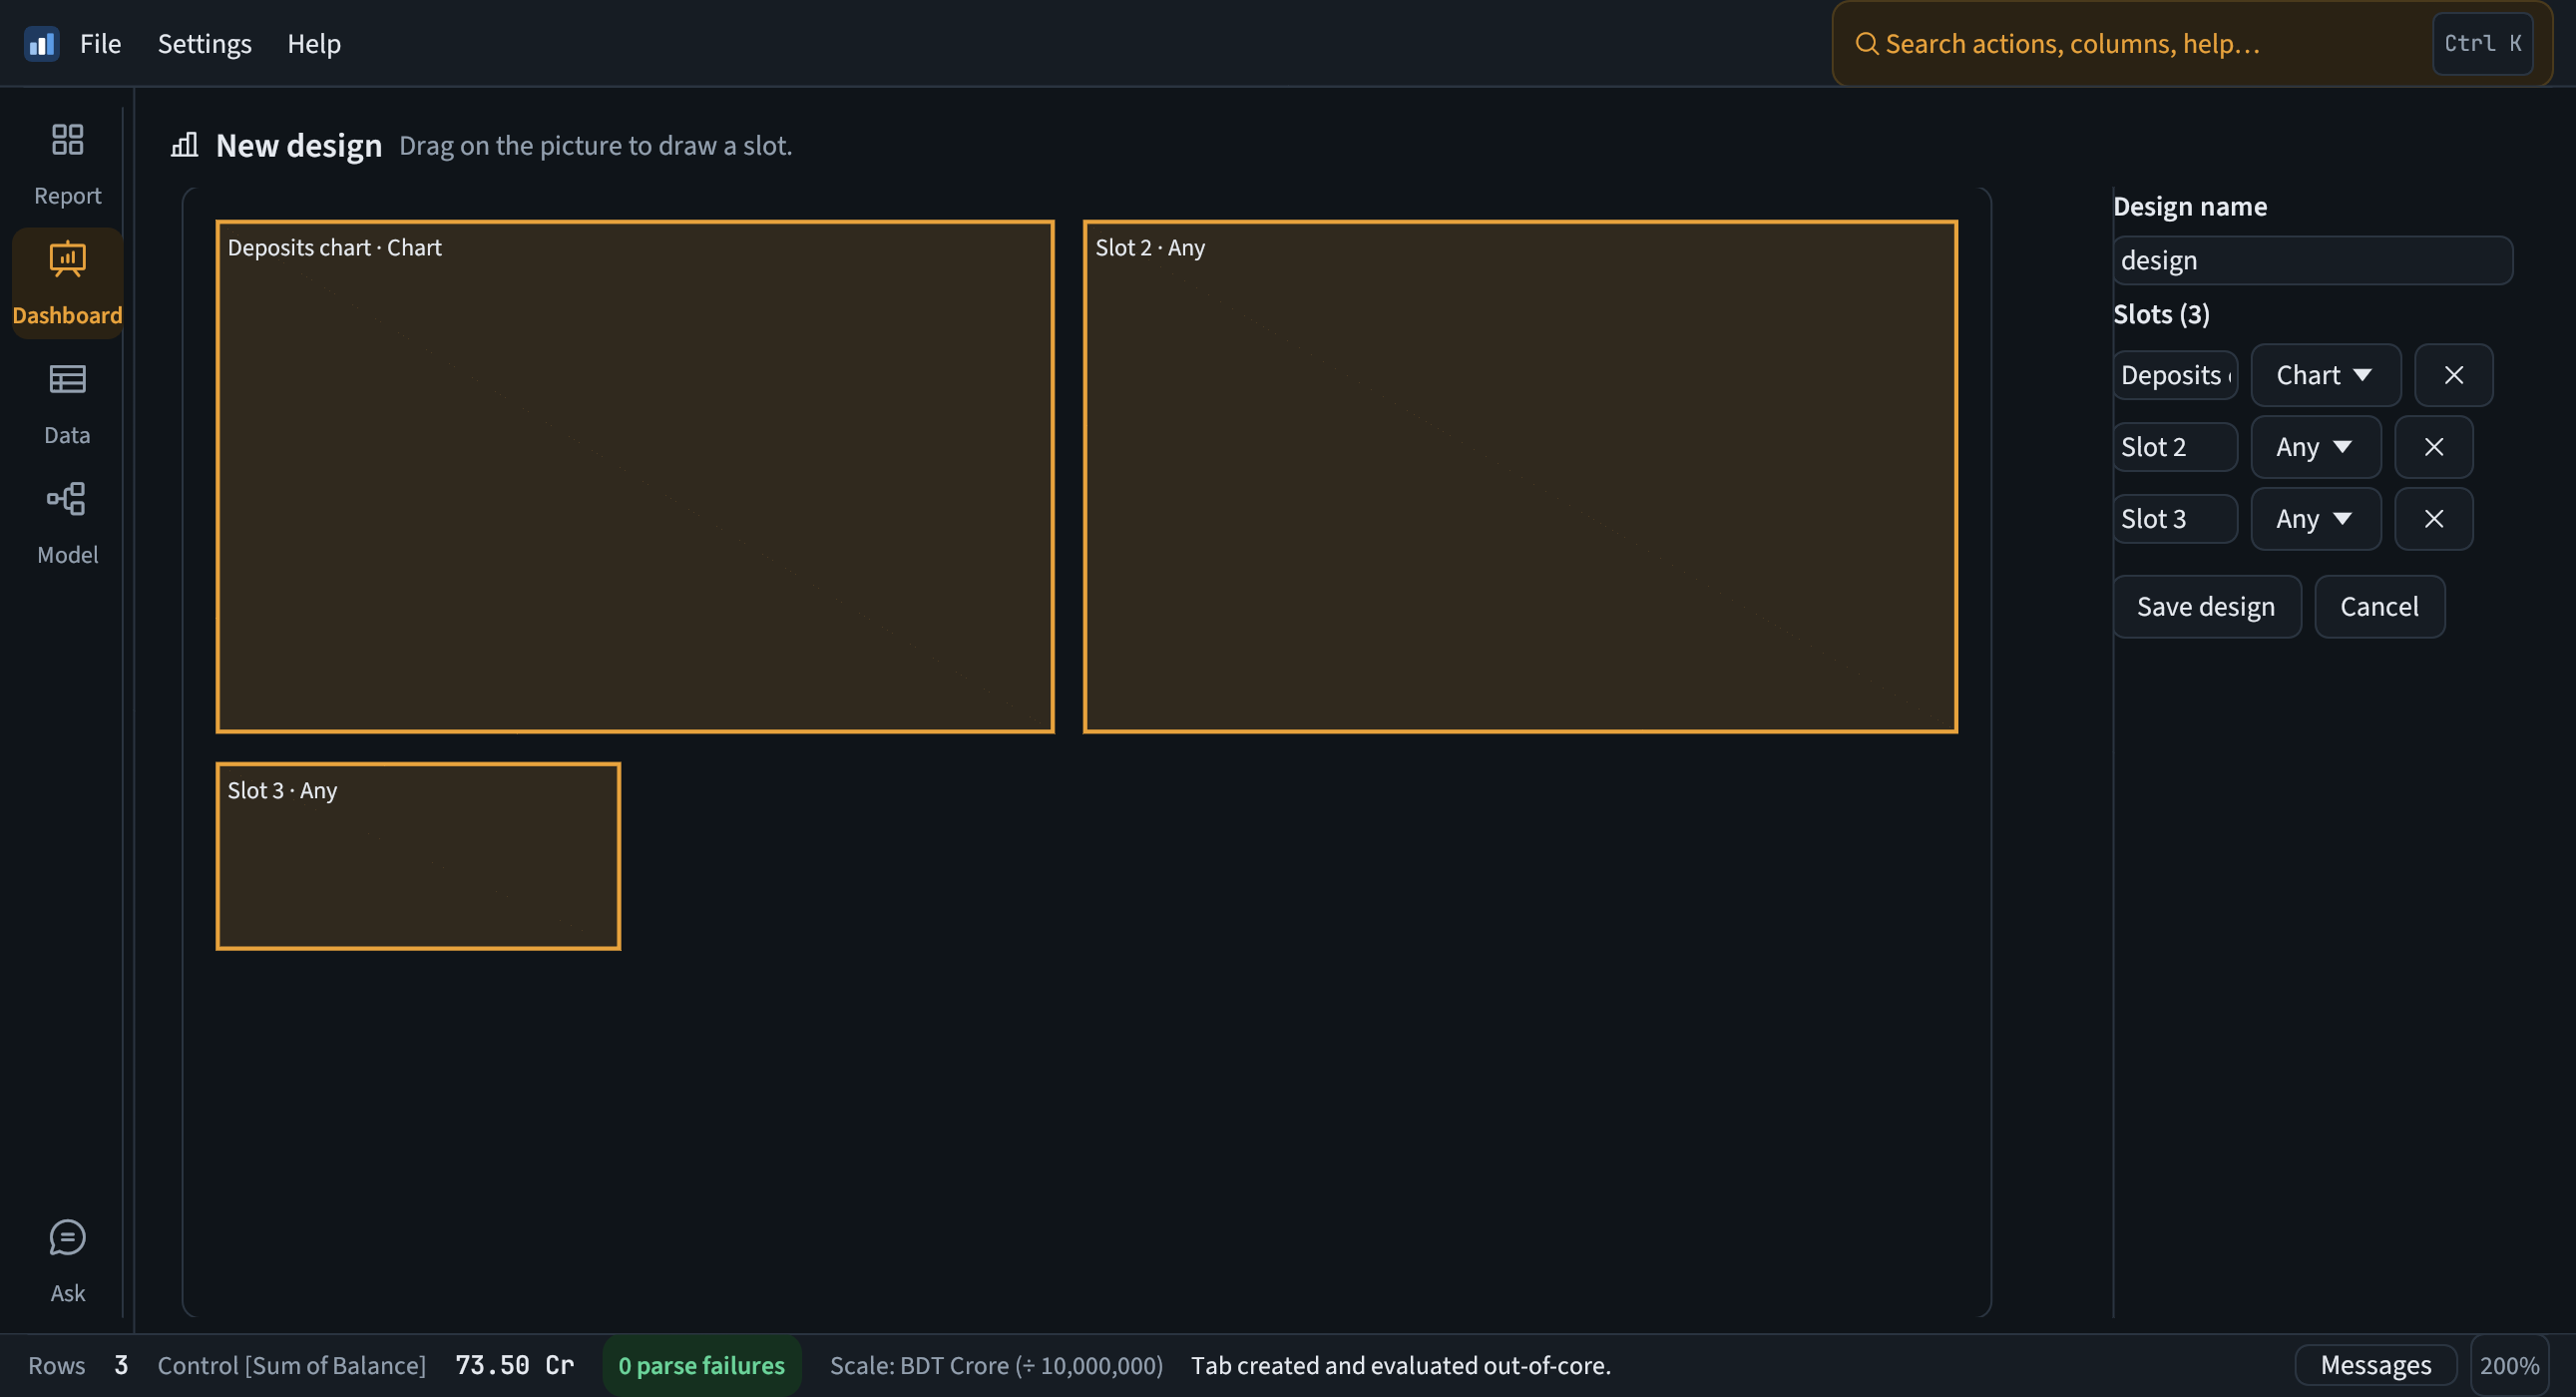 File Settings Help
Search actions, columns, help...
Ctrl K
Report
Dashboard
Data
Model
Ask
New design Drag on the picture to draw a slot.
Deposits chart · Chart
Slot 2 · Any
Slot 3 · Any
Design name
design
Slots (3)
Deposits Chart
Slot 2 Any
Slot 3 Any
Save design Cancel
Rows 3 Control [Sum of Balance] 73.50 Cr 0 parse failures Scale: BDT Crore (÷ 10,000,000) Tab created and evaluated out-of-core. Messages 200%